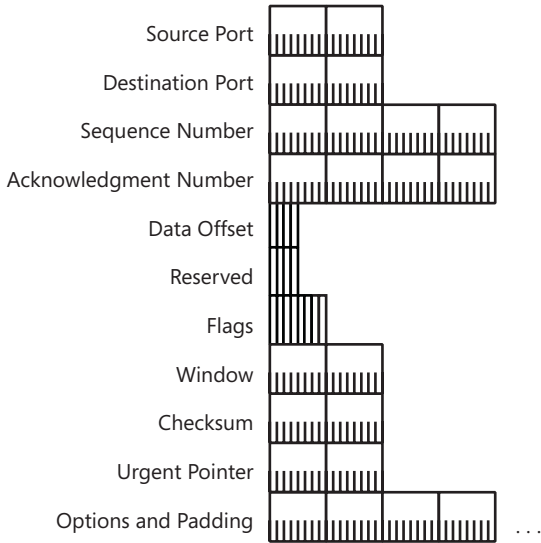 Source Port
Destination Port
Sequence Number
Acknowledgment Number
Data Offset
Reserved
Flags
Window
Checksum
Urgent Pointer
Options and Padding ...